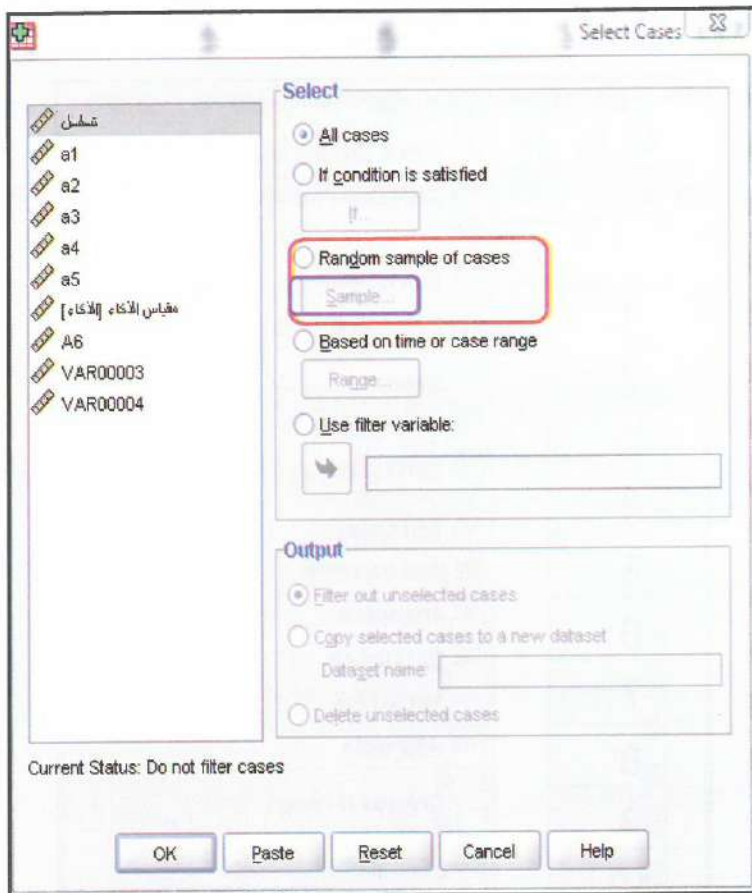 Select Cases
تسلسل
a1
a2
a3
a4
a5
مقياس الذكاء [الذكاء]
A6
VAR00003
VAR00004
Select
All cases
If condition is satisfied
If...
Random sample of cases
Sample...
Based on time or case range
Range...
Use filter variable:
Output
Filter out unselected cases
Copy selected cases to a new dataset
Dataset name:
Delete unselected cases
Current Status: Do not filter cases
OK
Paste
Reset
Cancel
Help